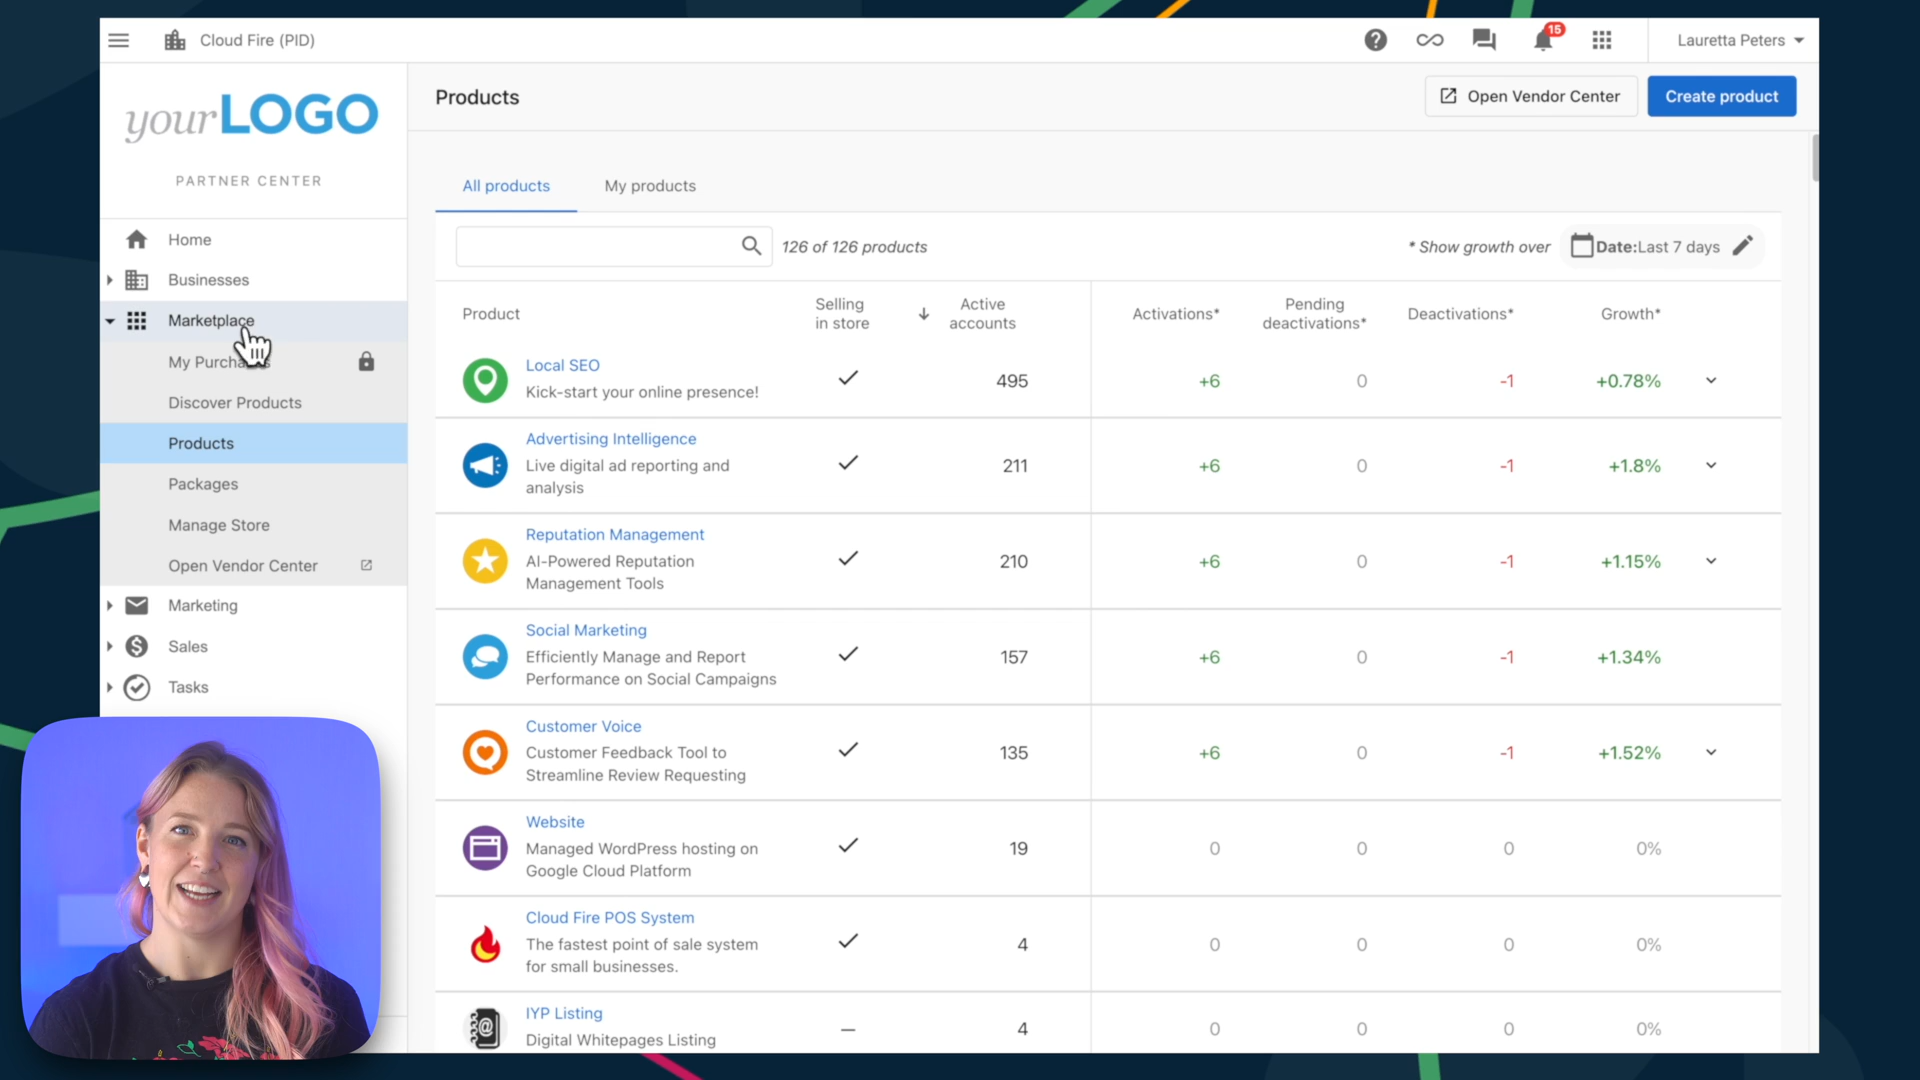 Cloud Fire (PID)
15
Lauretta Peters
yourLOGO
PARTNER CENTER
Home
Businesses
Marketplace
Discover Products
Products
Packages
Manage Store
Open Vendor Center
Marketing
Sales
Tasks
Products
Open Vendor Center
Create product
All products
My products
126 of 126 products
* Show growth over
Date:Last 7 days
Product
Selling
in store
Active
accounts
Activations*
Pending
deactivations*
Deactivations*
Growth*
Local SEO
Kick-start your online presence!
495
+6
0
-1
+0.78%
Advertising Intelligence
Live digital ad reporting and
analysis
211
+6
0
-1
+1.8%
Reputation Management
AI-Powered Reputation
Management Tools
210
+6
0
-1
+1.15%
Social Marketing
Efficiently Manage and Report
Performance on Social Campaigns
157
+6
0
-1
+1.34%
Customer Voice
Customer Feedback Tool to
Streamline Review Requesting
135
+6
0
-1
+1.52%
Website
Managed WordPress hosting on
Google Cloud Platform
19
0
0
0
0%
Cloud Fire POS System
The fastest point of sale system
for small businesses.
4
0
0
0
0%
IYP Listing
Digital Whitepages Listing
4
0
0
0
0%